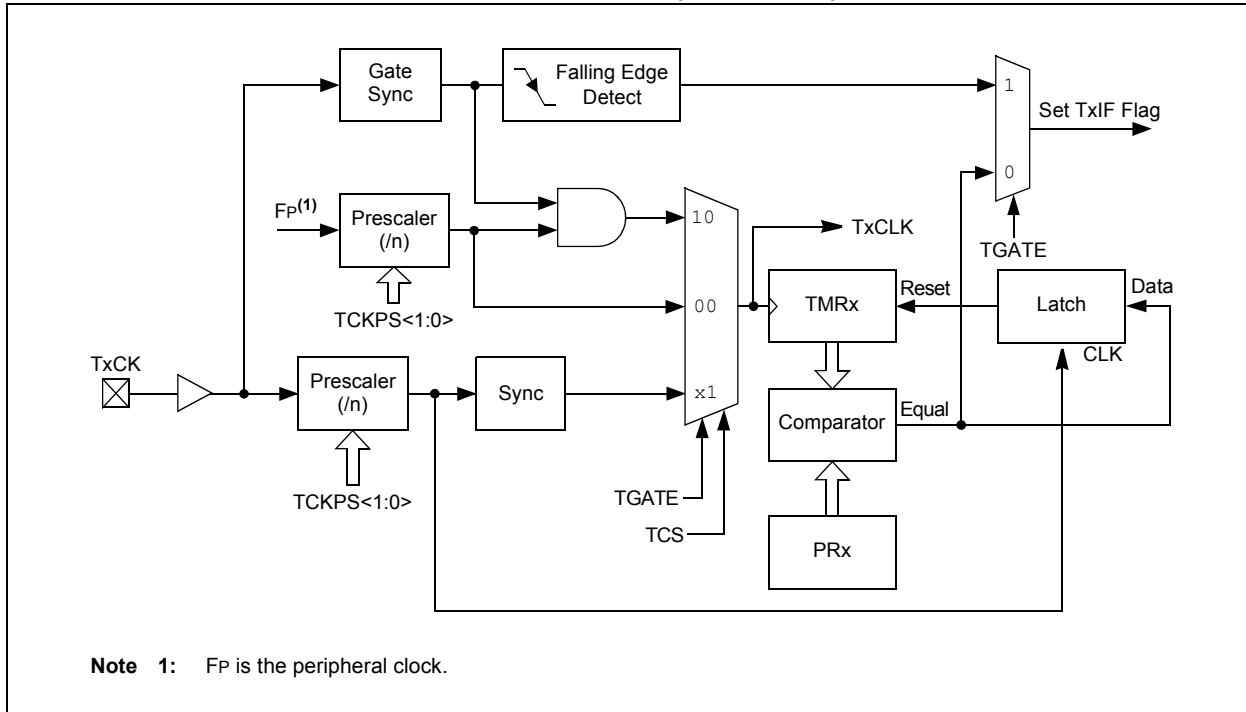 Gate
Sync
Falling Edge
Detect
1
Set TxIF Flag
0
TGATE
FP(1)
Prescaler
(/n)
TCKPS<1:0>
10
00
x1
TxCLK
TMRx
Reset
Latch
Data
CLK
TxCK
Prescaler
(/n)
TCKPS<1:0>
Sync
Comparator
Equal
TGATE
TCS
PRx
Note 1: FP is the peripheral clock.